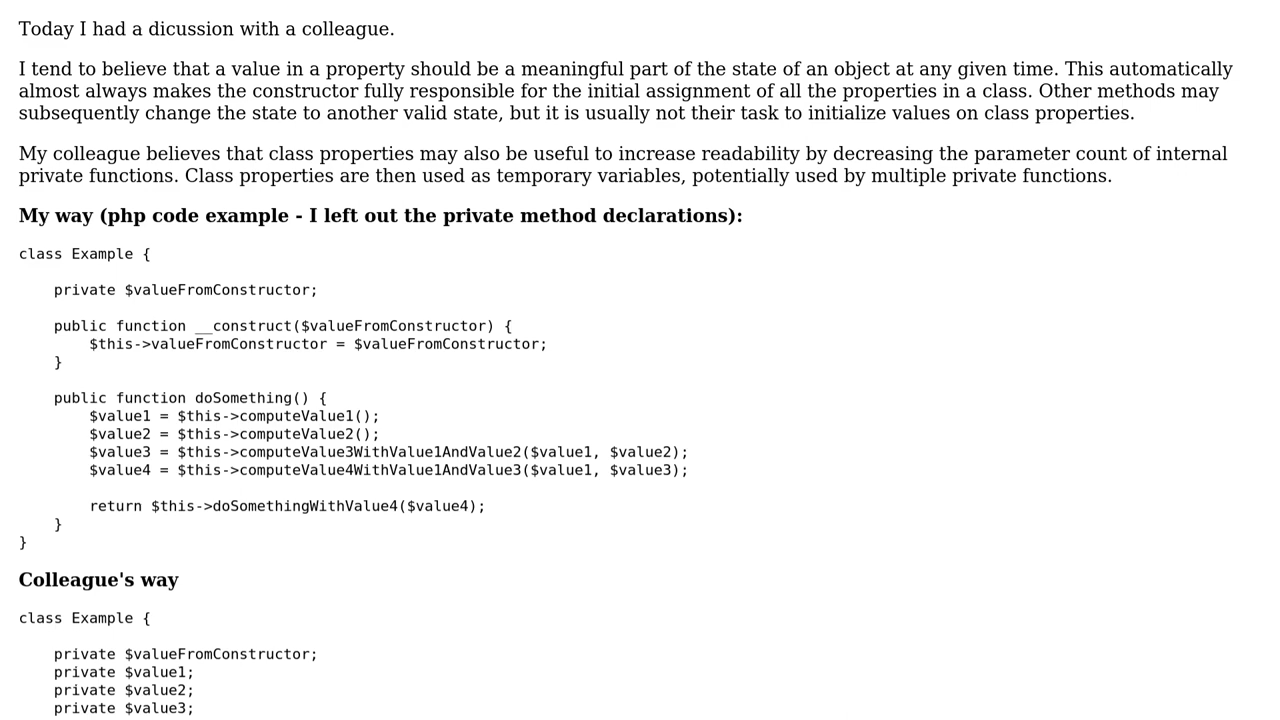 Today I had a dicussion with a colleague.
I tend to believe that a value in a property should be a meaningful part of the state of an object at any given time. This automatically
almost always makes the constructor fully responsible for the initial assignment of all the properties in a class. Other methods may
subsequently change the state to another valid state, but it is usually not their task to initialize values on class properties.
My colleague believes that class properties may also be useful to increase readability by decreasing the parameter count of internal
private functions. Class properties are then used as temporary variables, potentially used by multiple private functions.
My way (php code example - I left out the private method declarations):
class Example {
    private $valueFromConstructor;
    public function __construct($valueFromConstructor) {
        $this->valueFromConstructor = $valueFromConstructor;
    }
    public function doSomething() {
        $value1 = $this->computeValue1();
        $value2 = $this->computeValue2();
        $value3 = $this->computeValue3WithValue1AndValue2($value1, $value2);
        $value4 = $this->computeValue4WithValue1AndValue3($value1, $value3);
        return $this->doSomethingWithValue4($value4);
    }
}
Colleague's way
class Example {
    private $valueFromConstructor;
    private $value1;
    private $value2;
    private $value3;